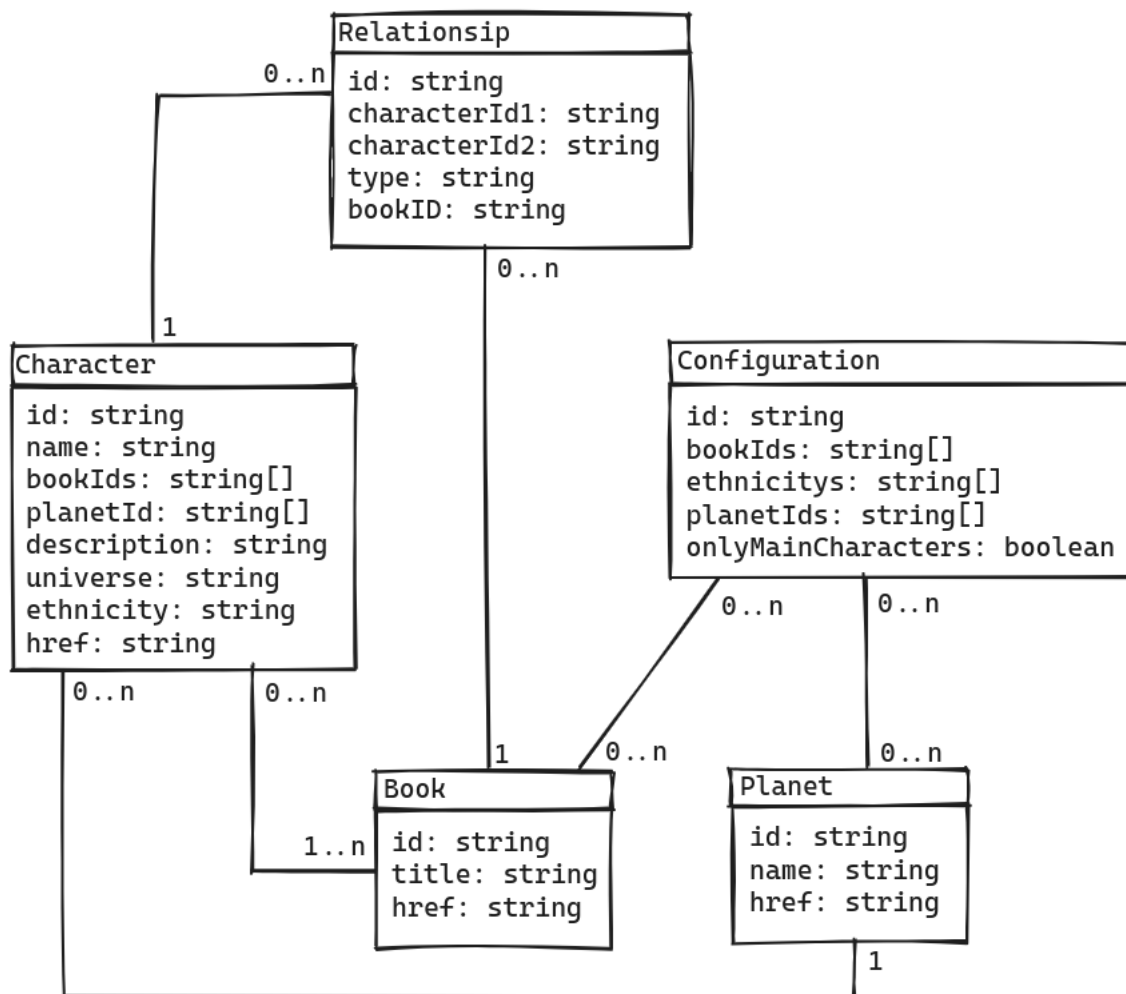 Relationsip
0..n
id: string
characterId1: string
characterId2: string
type: string
bookID: string
0..n
1
Character
id: string
name: string
bookIds: string[]
planetId: string[]
description: string
universe: string
ethnicity: string
href: string
0..n
0..n
Configuration
id: string
bookIds: string[]
ethnicitys: string[]
planetIds: string[]
onlyMainCharacters: boolean
0..n
0..n
1
0..n
0..n
Book
1..n
id: string
title: string
href: string
Planet
id: string
name: string
href: string
1